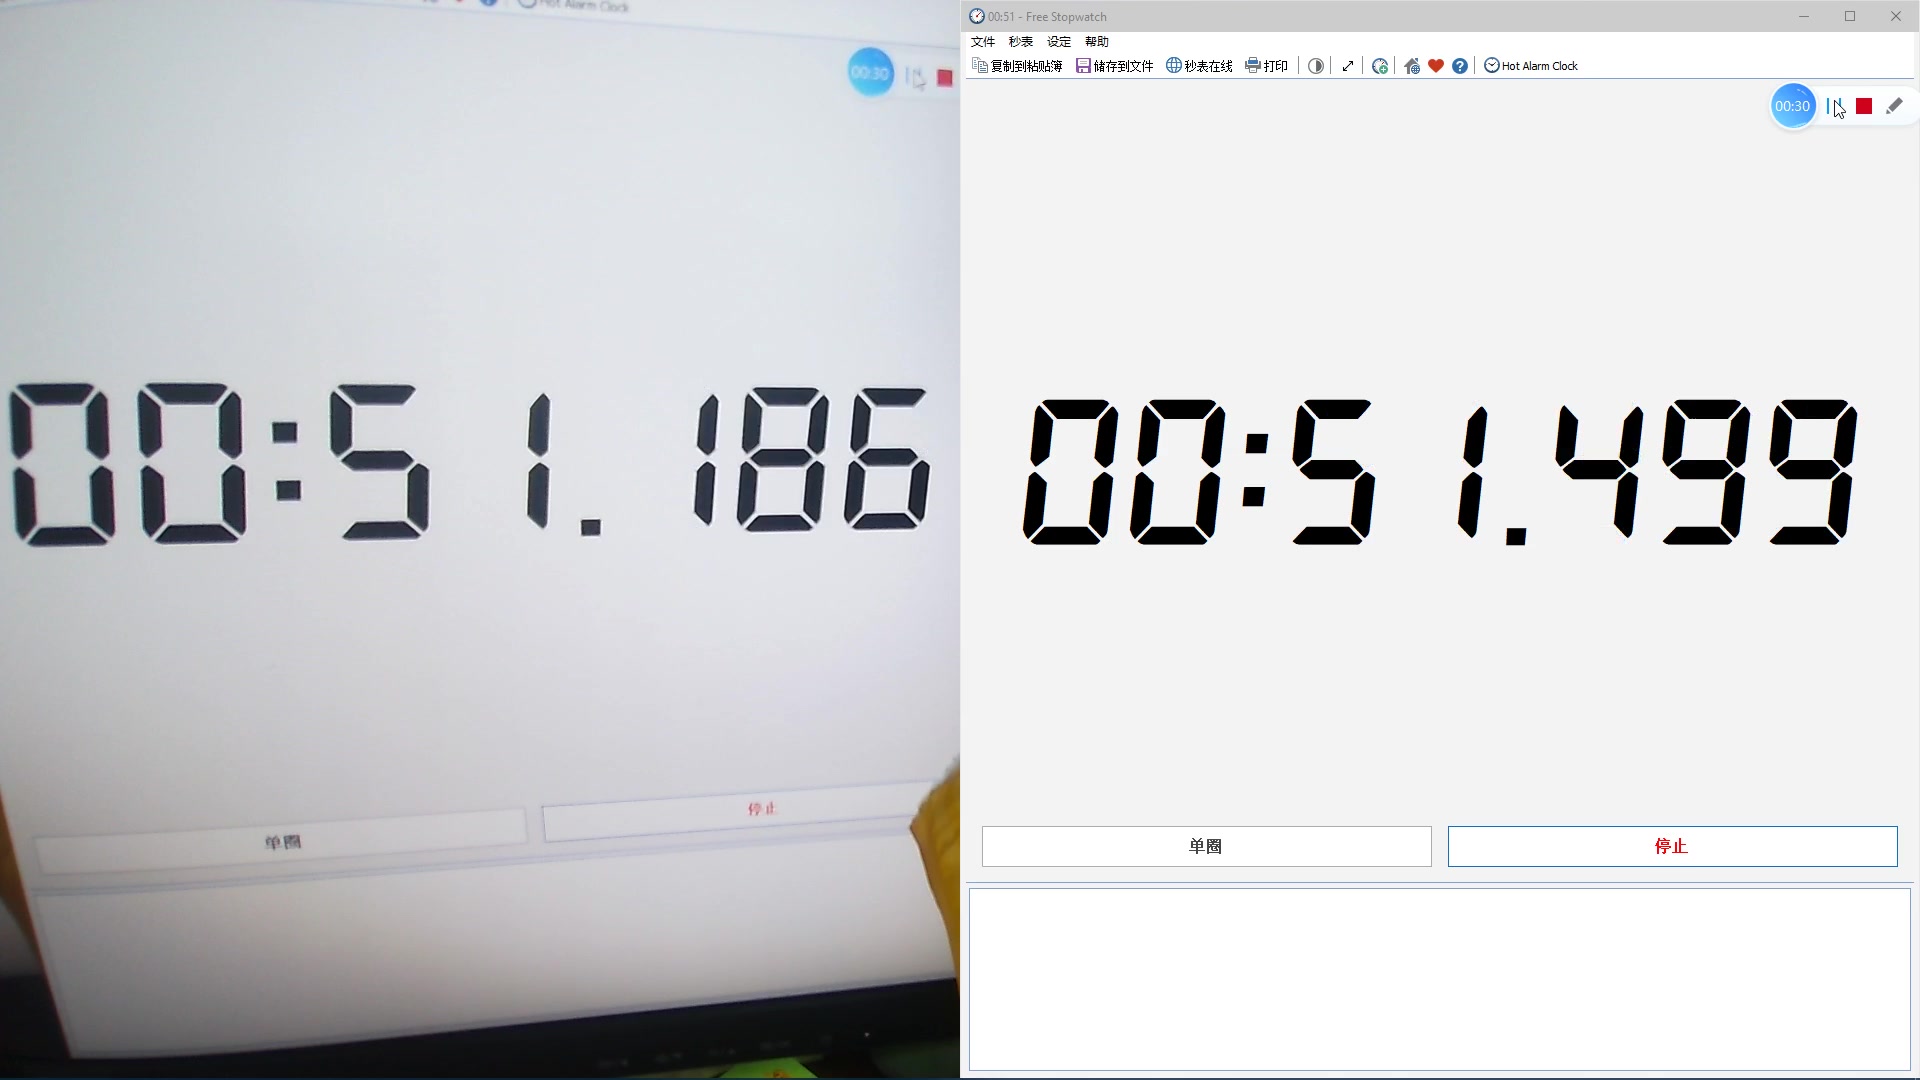 Hot Alarm Clock
00:30
00:51.186
单圈
停止
00:51 - Free Stopwatch
文件 秒表 设定 帮助
复制到粘贴簿 储存到文件 秒表在线 打印 Hot Alarm Clock
00:30
00:51.499
单圈
停止